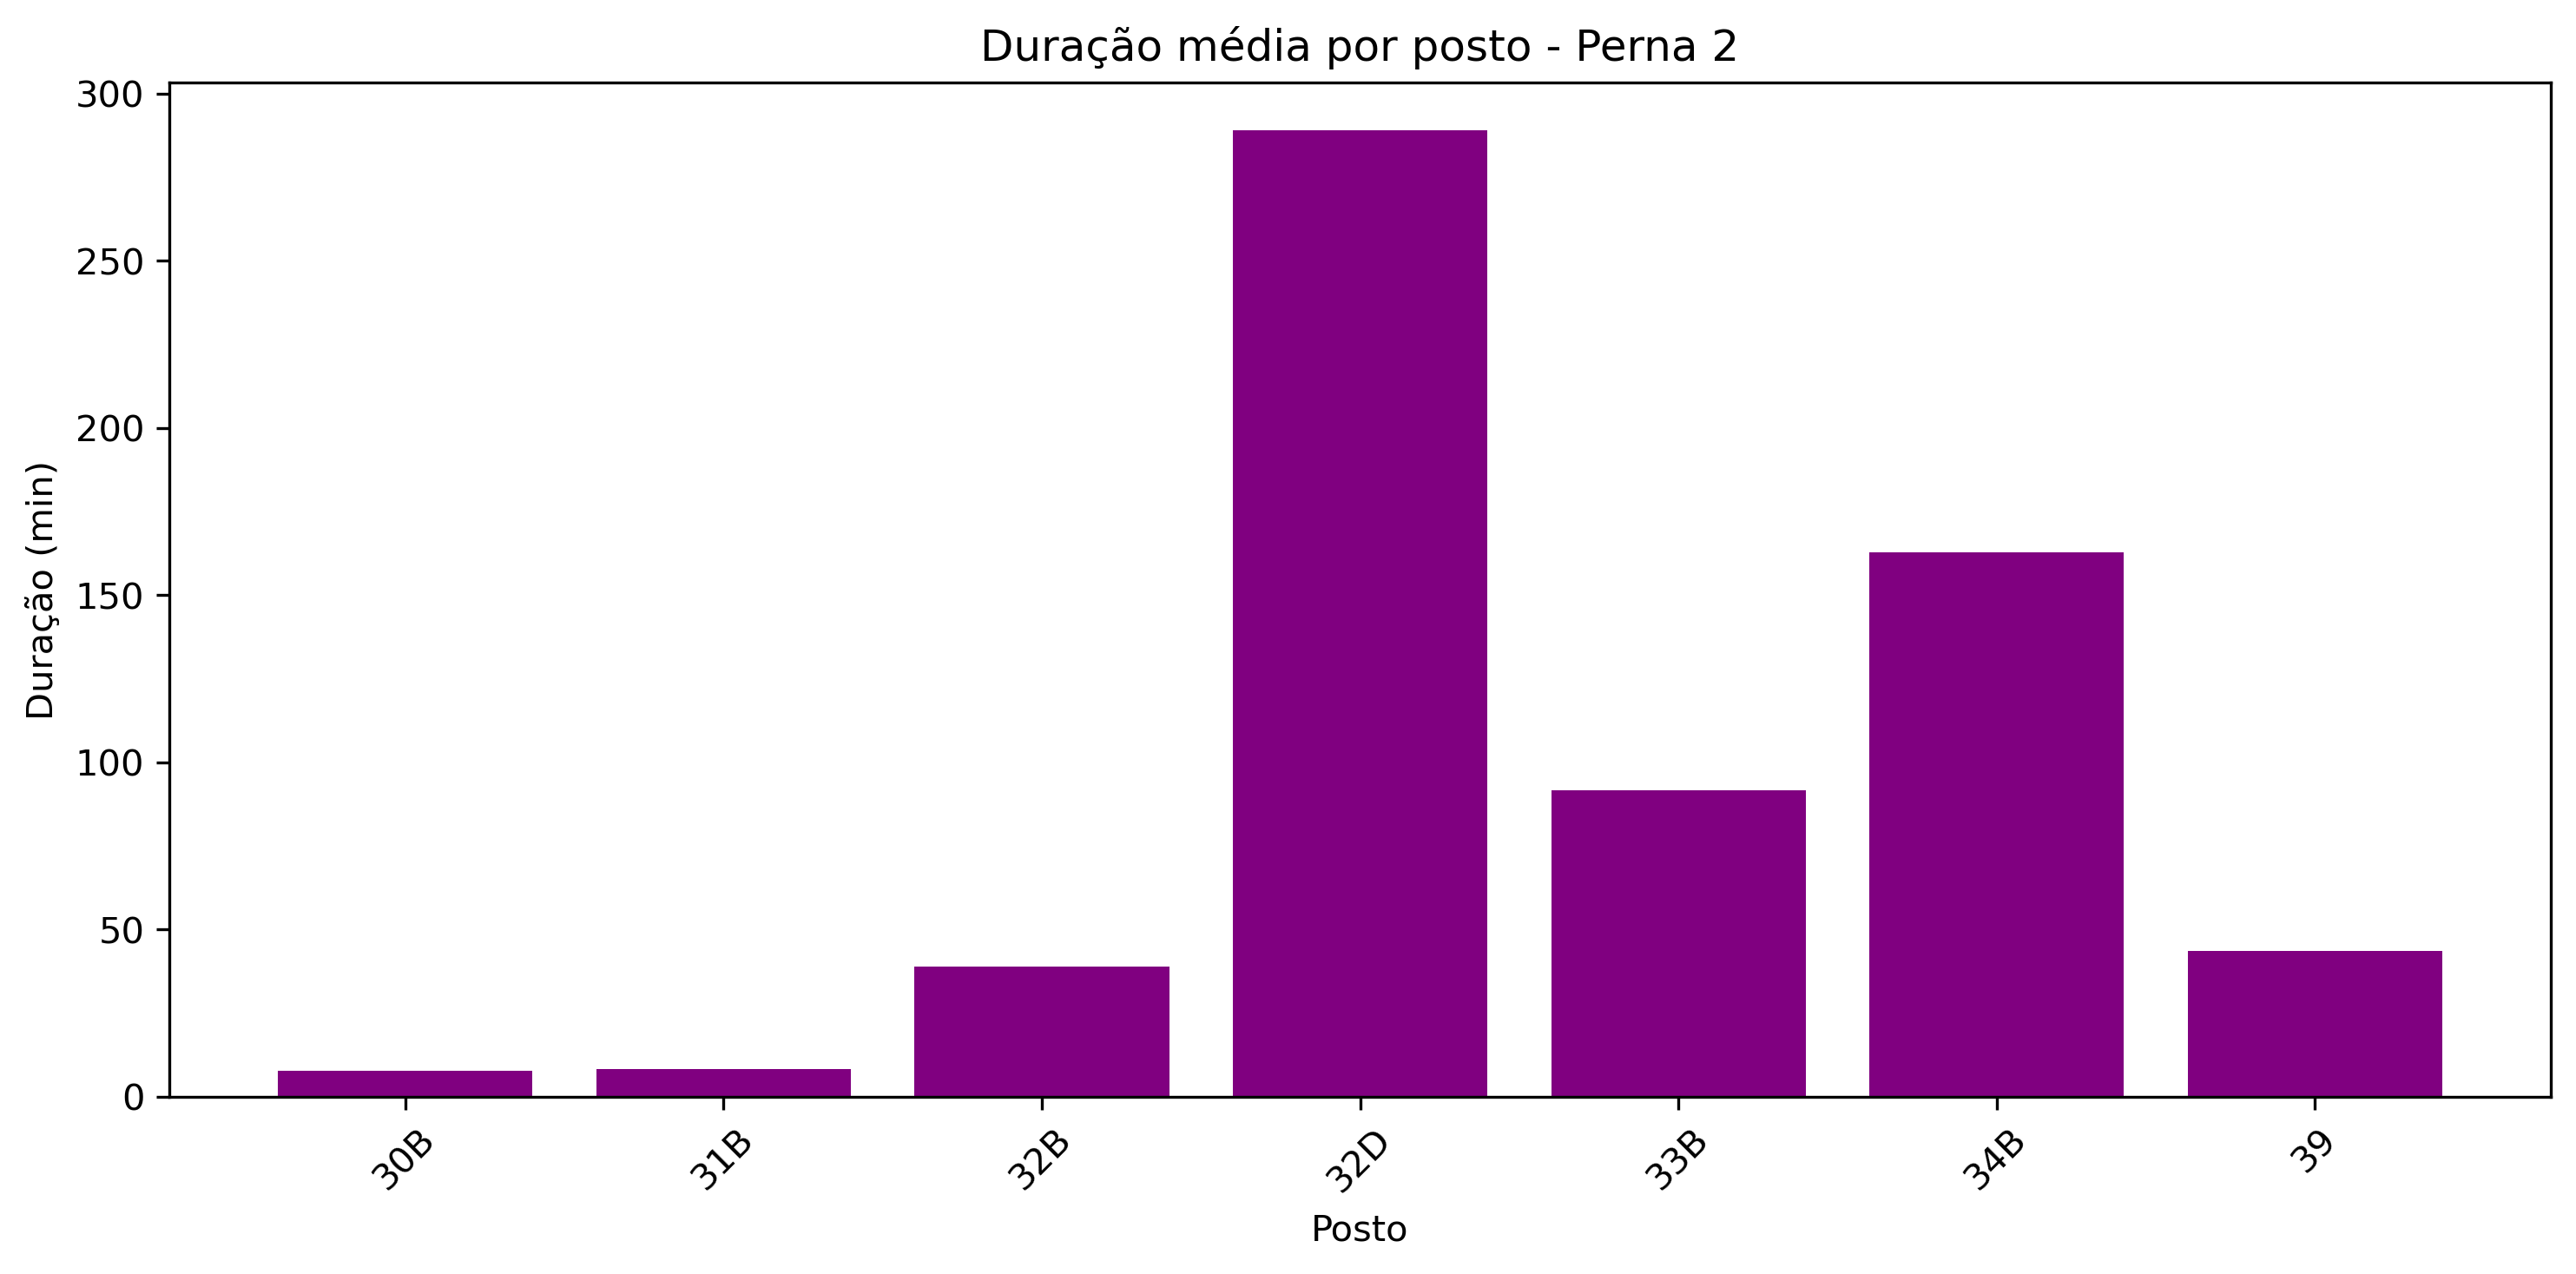 Duração média por posto - Perna 2
Duração (min)
300
250
200
150
100
50
0
30B
31B
32B
32D
33B
34B
39
Posto